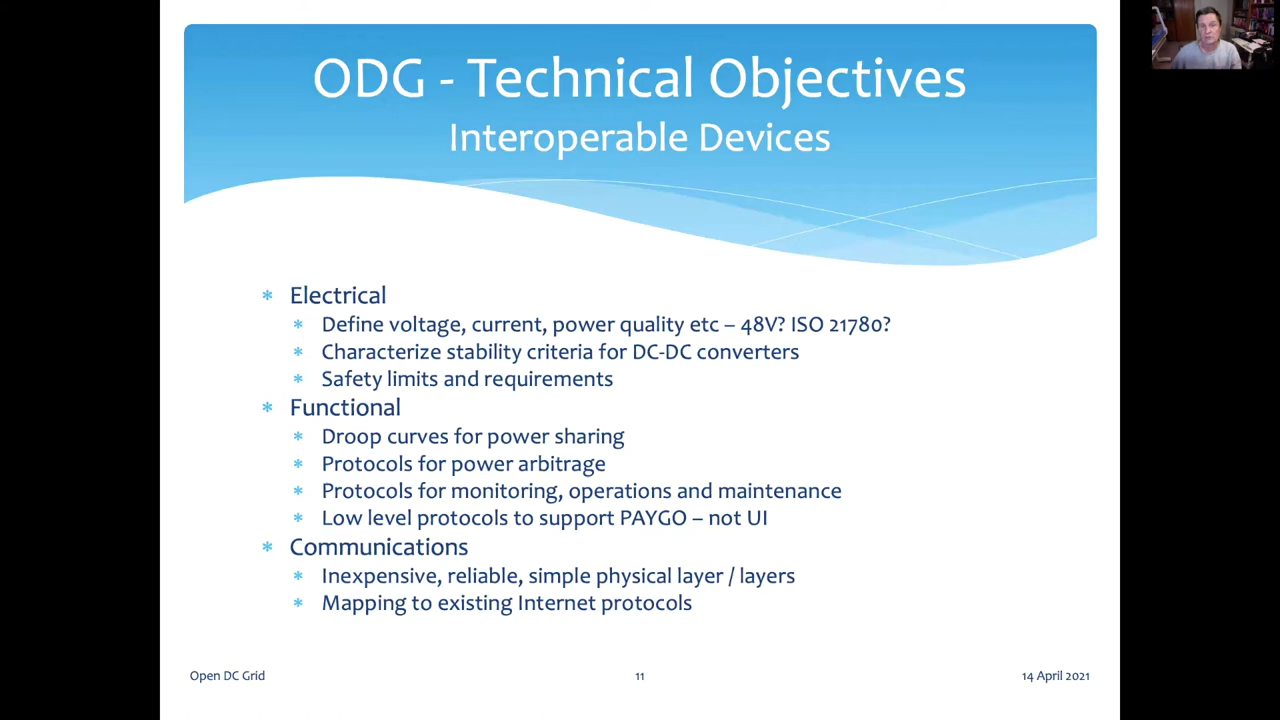 ODG - Technical Objectives
Interoperable Devices
* Electrical
* Define voltage, current, power quality etc – 48V? ISO 21780?
* Characterize stability criteria for DC-DC converters
* Safety limits and requirements
* Functional
* Droop curves for power sharing
* Protocols for power arbitrage
* Protocols for monitoring, operations and maintenance
* Low level protocols to support PAYGO – not UI
* Communications
* Inexpensive, reliable, simple physical layer / layers
* Mapping to existing Internet protocols
Open DC Grid
11
14 April 2021